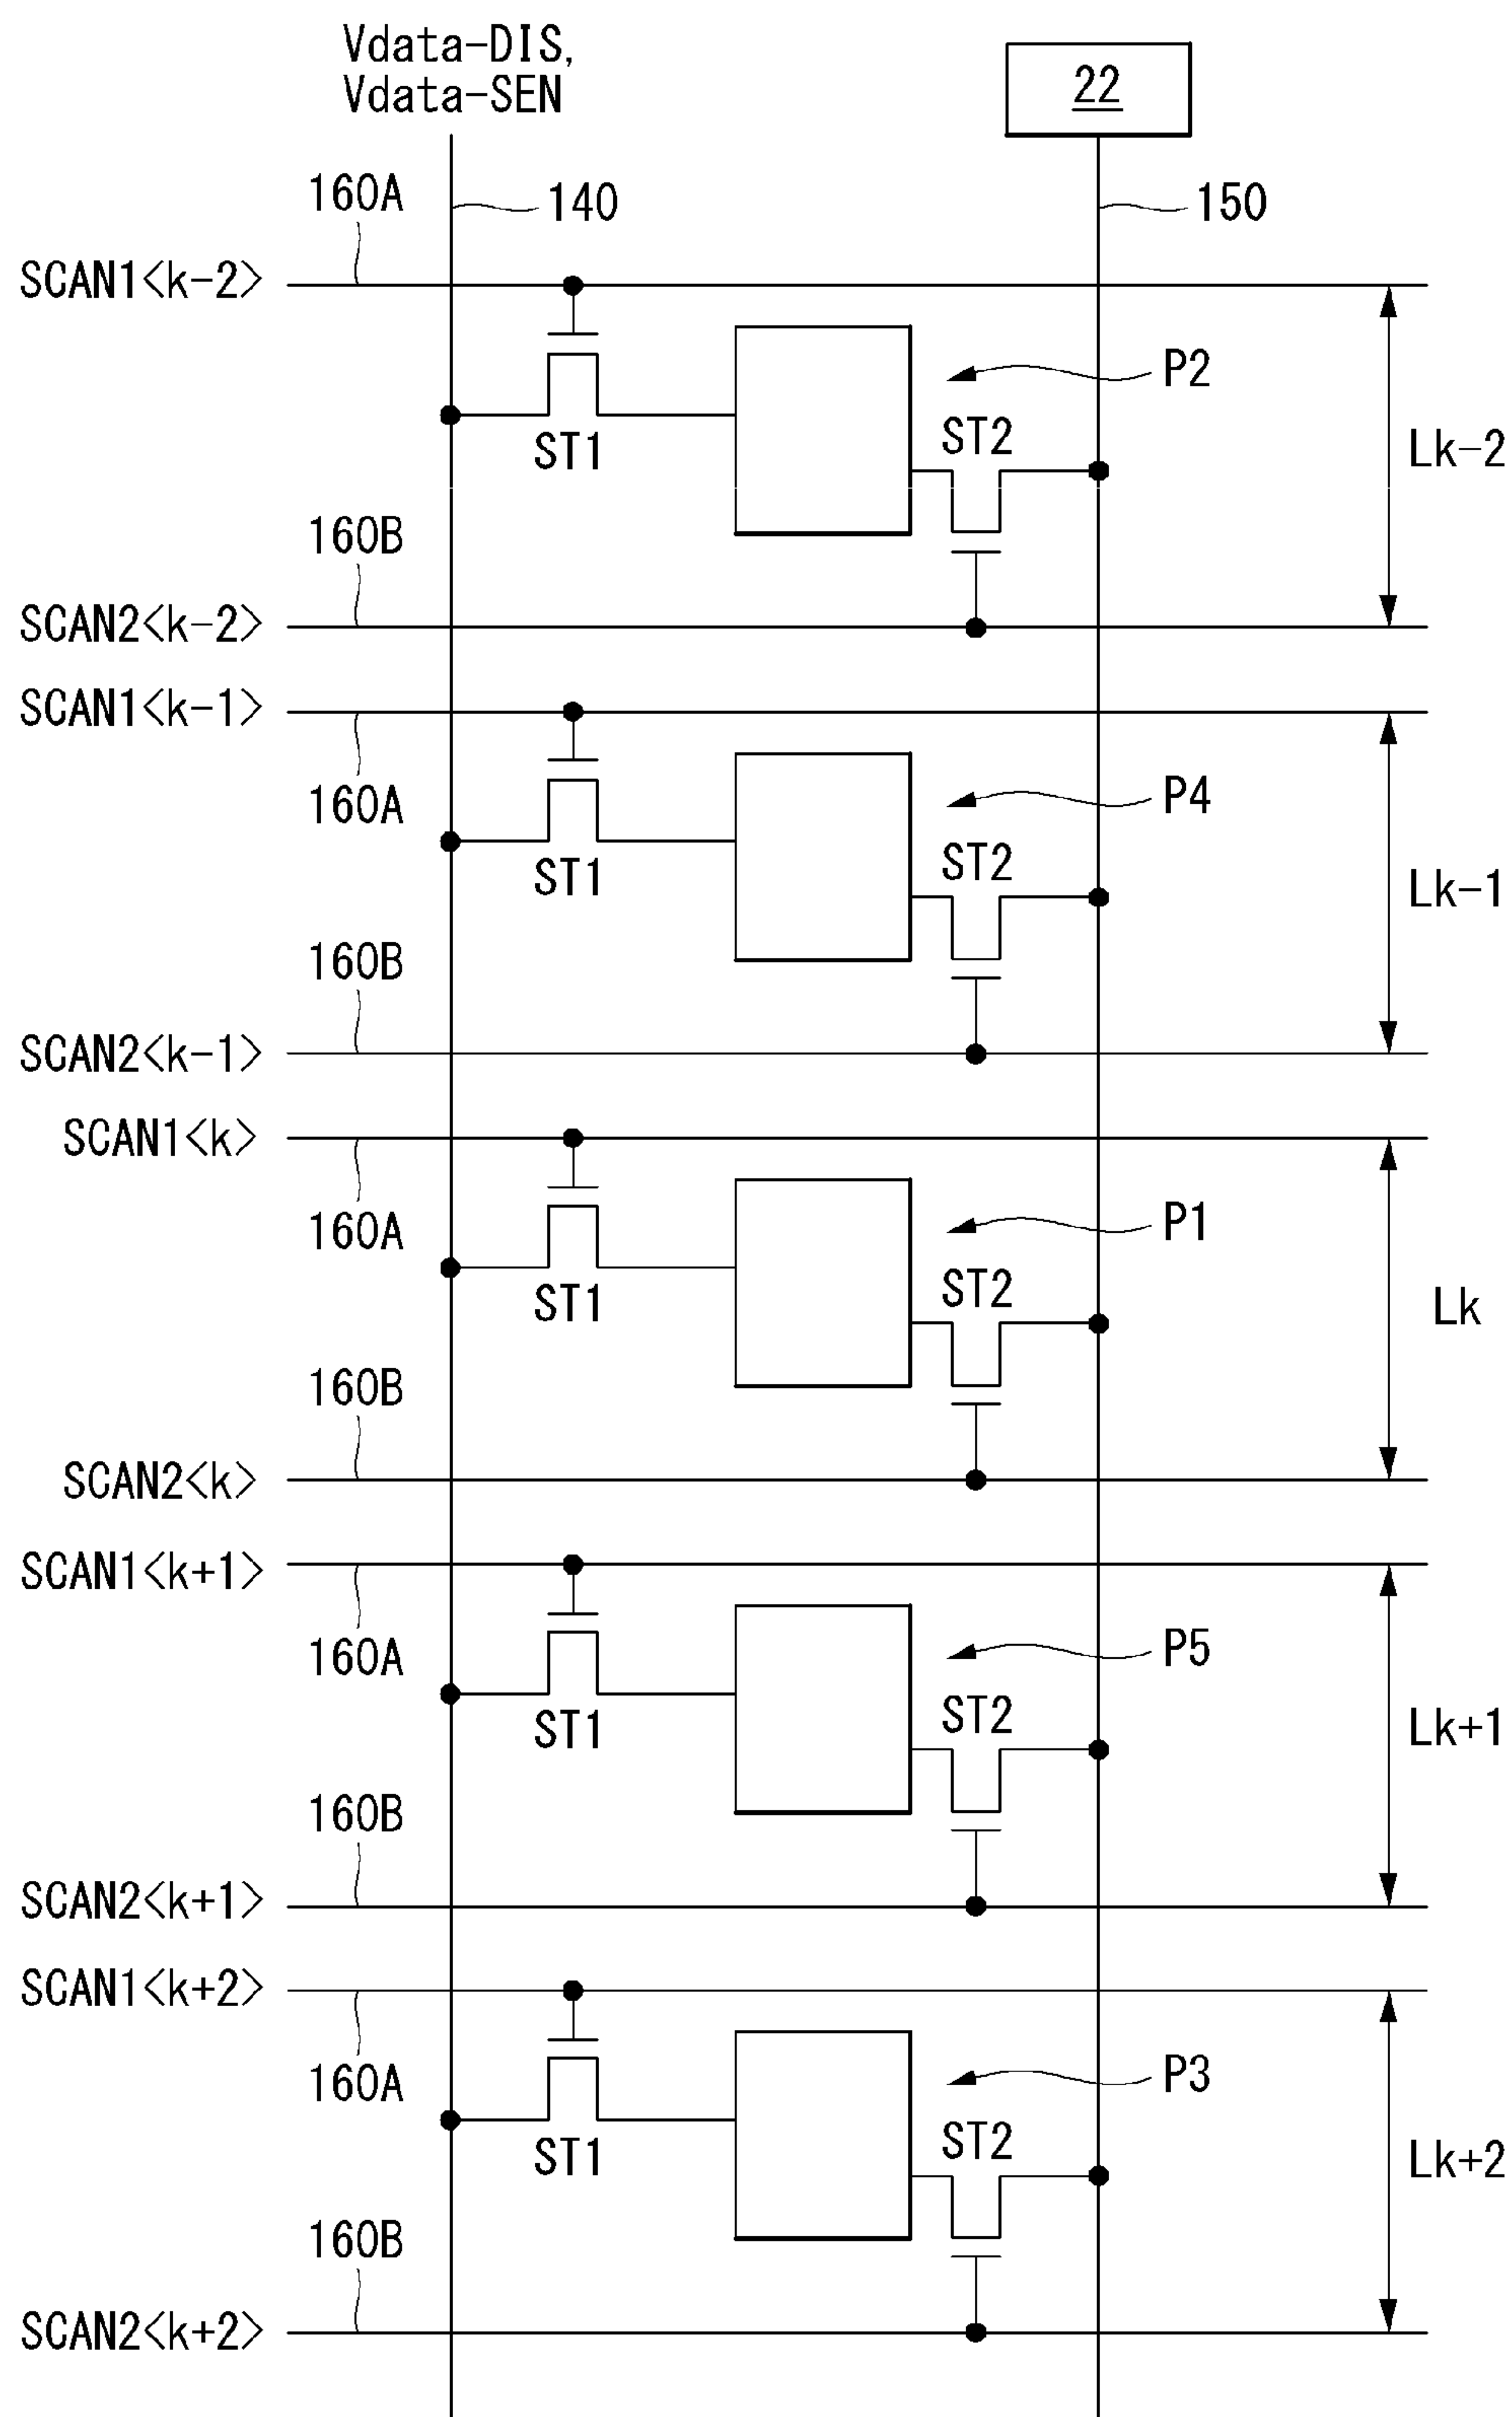 Vdata-DIS,
Vdata-SEN
22
160A
140
150
SCAN1<k-2>
P2
ST1
ST2
Lk-2
160B
SCAN2<k-2>
SCAN1<k-1>
160A
P4
ST1
ST2
Lk-1
160B
SCAN2<k-1>
SCAN1<k>
160A
P1
ST1
ST2
Lk
160B
SCAN2<k>
SCAN1<k+1>
160A
P5
ST1
ST2
Lk+1
160B
SCAN2<k+1>
SCAN1<k+2>
160A
P3
ST1
ST2
Lk+2
160B
SCAN2<k+2>